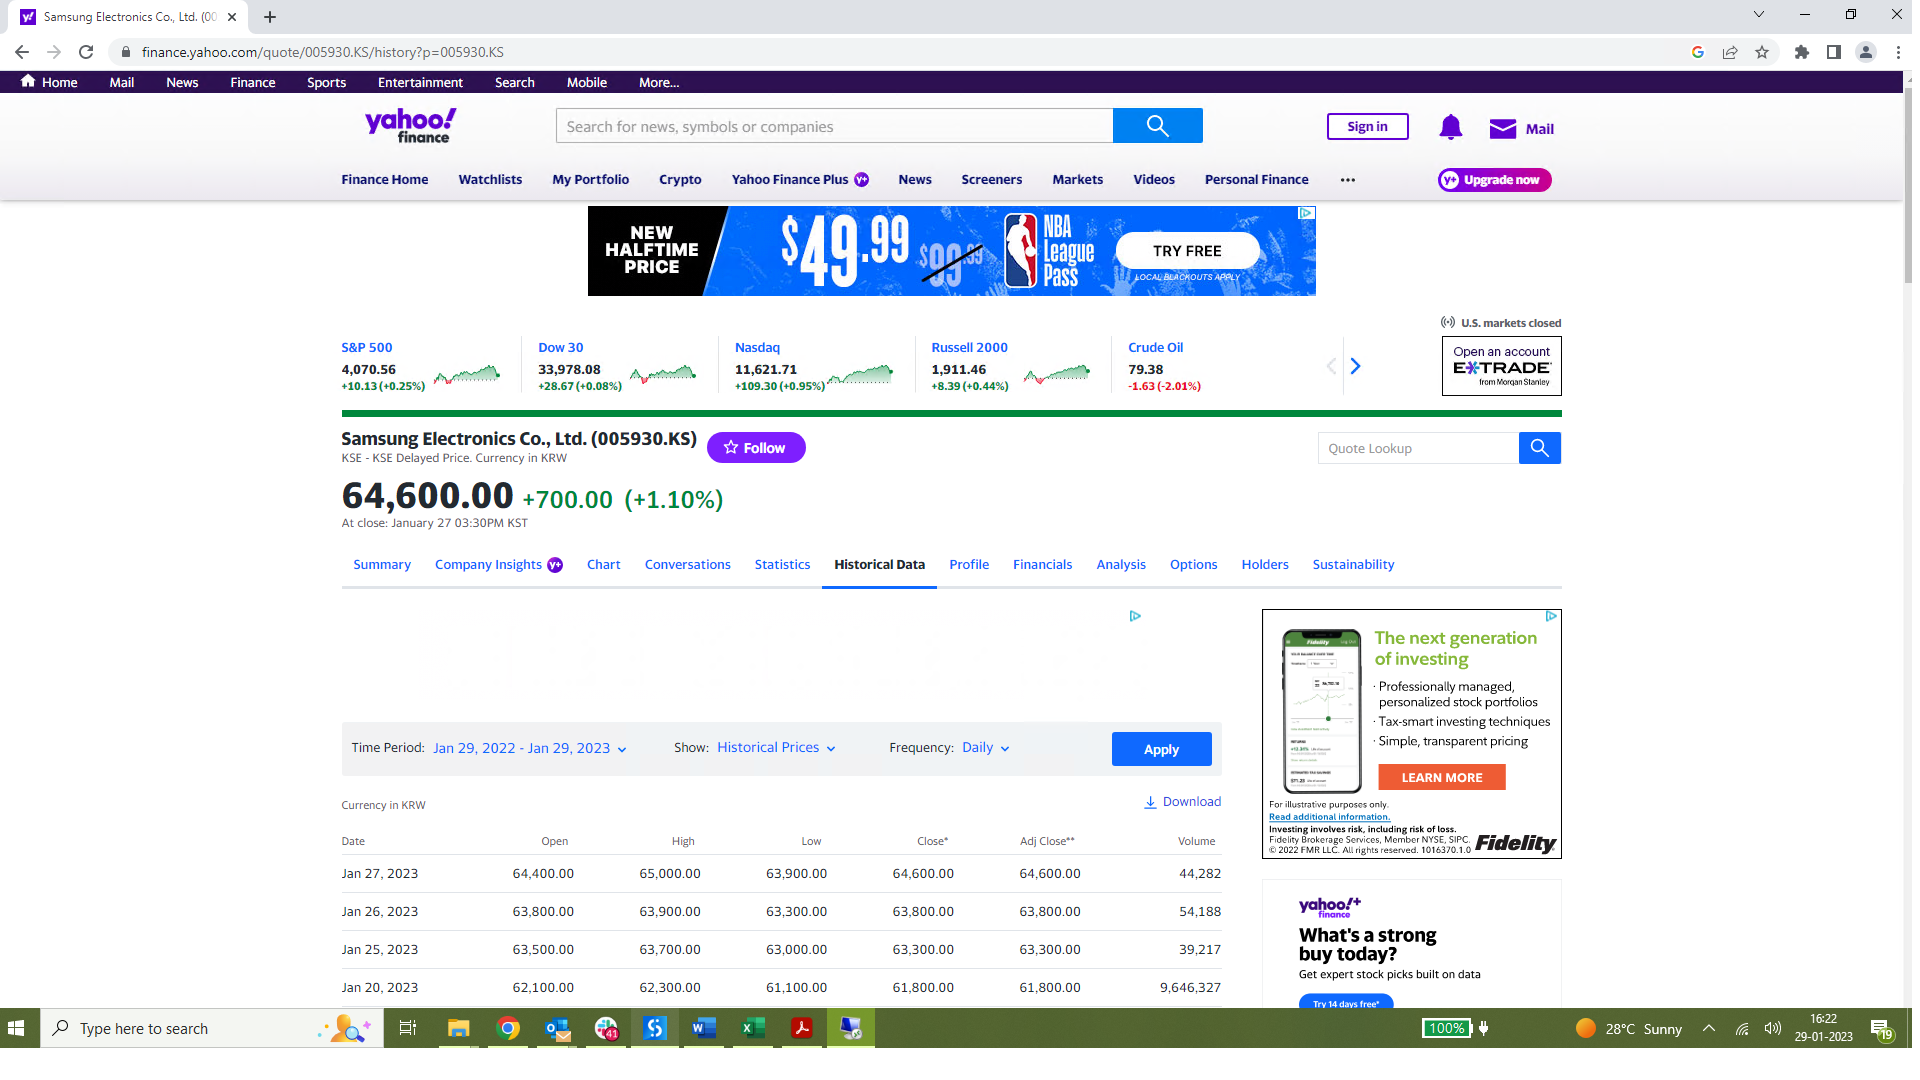 Samsung Electronics Co., Ltd. (00
finance.yahoo.com/quote/005930.KS/history?p=005930.KS
Home Mail News Finance Sports Entertainment Search Mobile More...
yahoo!
finance
Search for news, symbols or companies
Sign in
Mail
Finance Home Watchlists My Portfolio Crypto Yahoo Finance Plus Y+ News Screeners Markets Videos Personal Finance ...
Y+ Upgrade now
NEW
HALFTIME
PRICE
$49.99
$99.99
NBA
League
Pass
TRY FREE
LOCAL BLACKOUTS APPLY
U.S. markets closed
S&P 500
4,070.56
+10.13 (+0.25%)
Dow 30
33,978.08
+28.67 (+0.08%)
Nasdaq
11,621.71
+109.30 (+0.95%)
Russell 2000
1,911.46
+8.39 (+0.44%)
Crude Oil
79.38
-1.63 (-2.01%)
Open an account
E*TRADE
from Morgan Stanley
Samsung Electronics Co., Ltd. (005930.KS)
Follow
KSE - KSE Delayed Price. Currency in KRW
Quote Lookup
64,600.00 +700.00 (+1.10%)
At close: January 27 03:30PM KST
Summary Company Insights Y+ Chart Conversations Statistics Historical Data Profile Financials Analysis Options Holders Sustainability
Time Period: Jan 29, 2022 - Jan 29, 2023 Show: Historical Prices Frequency: Daily Apply
Currency in KRW
Download
Date Open High Low Close* Adj Close** Volume
Jan 27, 2023 64,400.00 65,000.00 63,900.00 64,600.00 64,600.00 44,282
Jan 26, 2023 63,800.00 63,900.00 63,300.00 63,800.00 63,800.00 54,188
Jan 25, 2023 63,500.00 63,700.00 63,000.00 63,300.00 63,300.00 39,217
Jan 20, 2023 62,100.00 62,300.00 61,100.00 61,800.00 61,800.00 9,646,327
Fidelity
The next generation
of investing
· Professionally managed,
personalized stock portfolios
· Tax-smart investing techniques
· Simple, transparent pricing
LEARN MORE
For illustrative purposes only.
Read additional information.
Investing involves risk, including risk of loss.
Fidelity Brokerage Services, Member NYSE, SIPC.
© 2022 FMR LLC. All rights reserved. 1016370.1.0
Fidelity
yahoo!+
finance
What's a strong
buy today?
Get expert stock picks built on data
Try 14 days free*
Type here to search
41
100%
28°C Sunny
16:22
29-01-2023
19